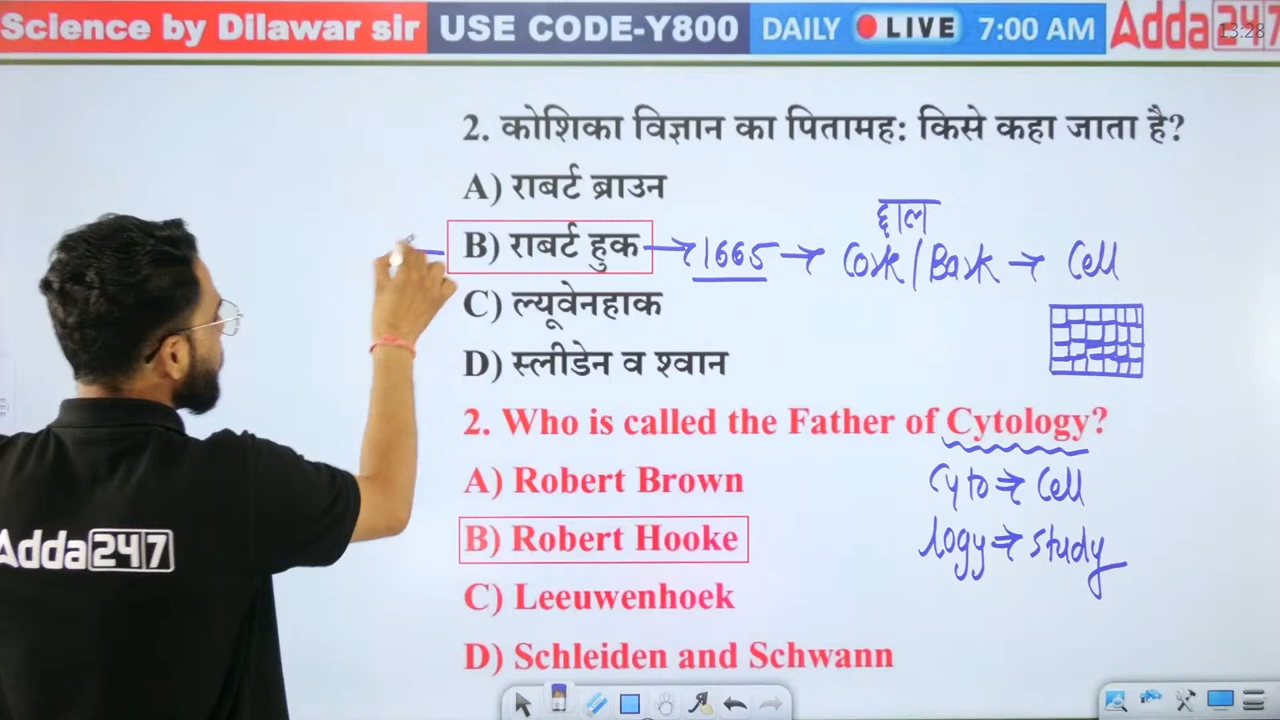 Science by Dilawar sir USE CODE-Y800 DAILY LIVE 7:00 AM Adda247
13:28
2. कोशिका विज्ञान का पितामह: किसे कहा जाता है?
A) राबर्ट ब्राउन
छाल
B) राबर्ट हुक → 1665 → Cork/Bark → Cell
C) ल्यूवेनहाक
D) स्लीडेन व श्वान
2. Who is called the Father of Cytology?
A) Robert Brown
Cyto ⇒ Cell
B) Robert Hooke
logy ⇒ study
C) Leeuwenhoek
D) Schleiden and Schwann
Adda247